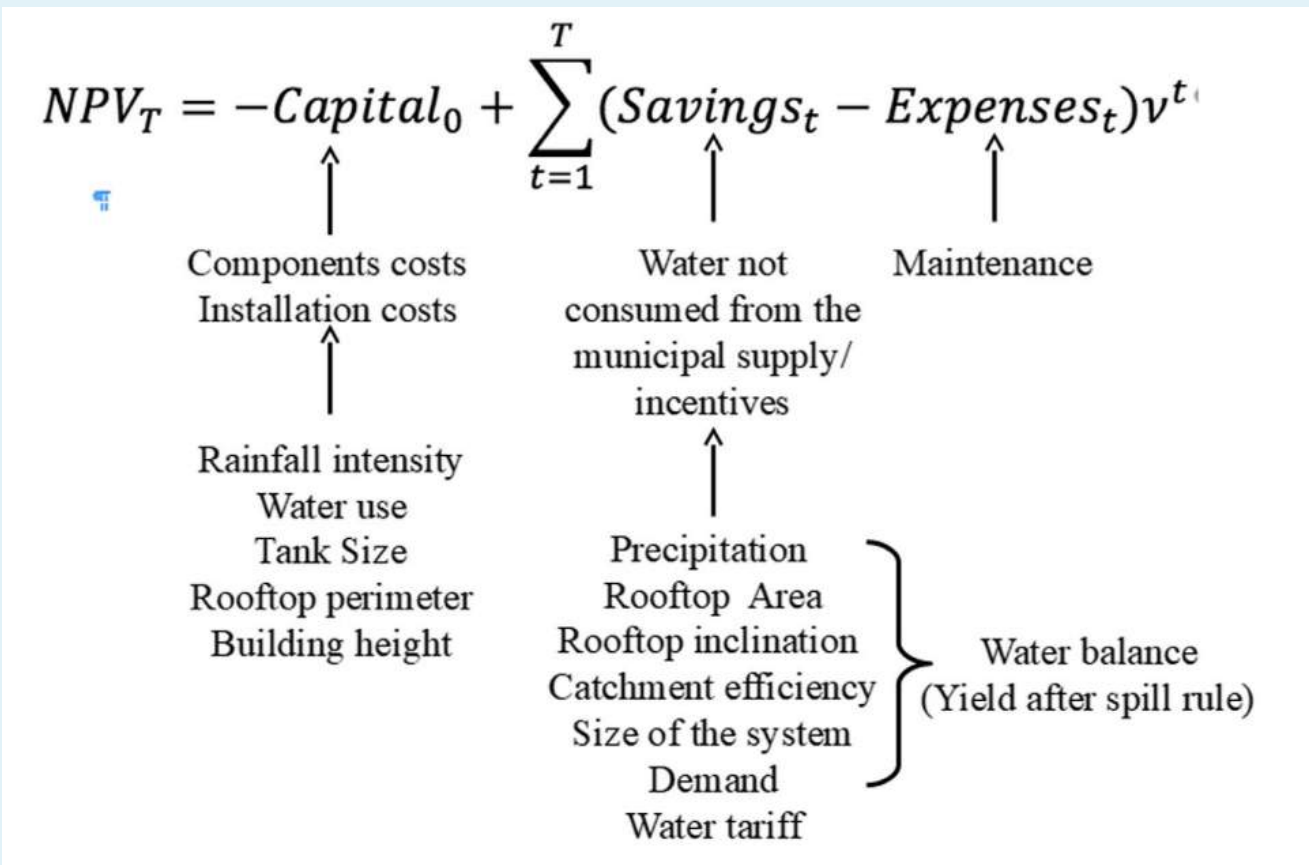 NPV_T = −Capital_0 + ∑_{t=1}^{T} (Savings_t − Expenses_t)v^t
¶
Components costs
Installation costs
Rainfall intensity
Water use
Tank Size
Rooftop perimeter
Building height
Water not
consumed from the
municipal supply/
incentives
Precipitation
Rooftop Area
Rooftop inclination
Catchment efficiency
Size of the system
Demand
Water tariff
Water balance
(Yield after spill rule)
Maintenance